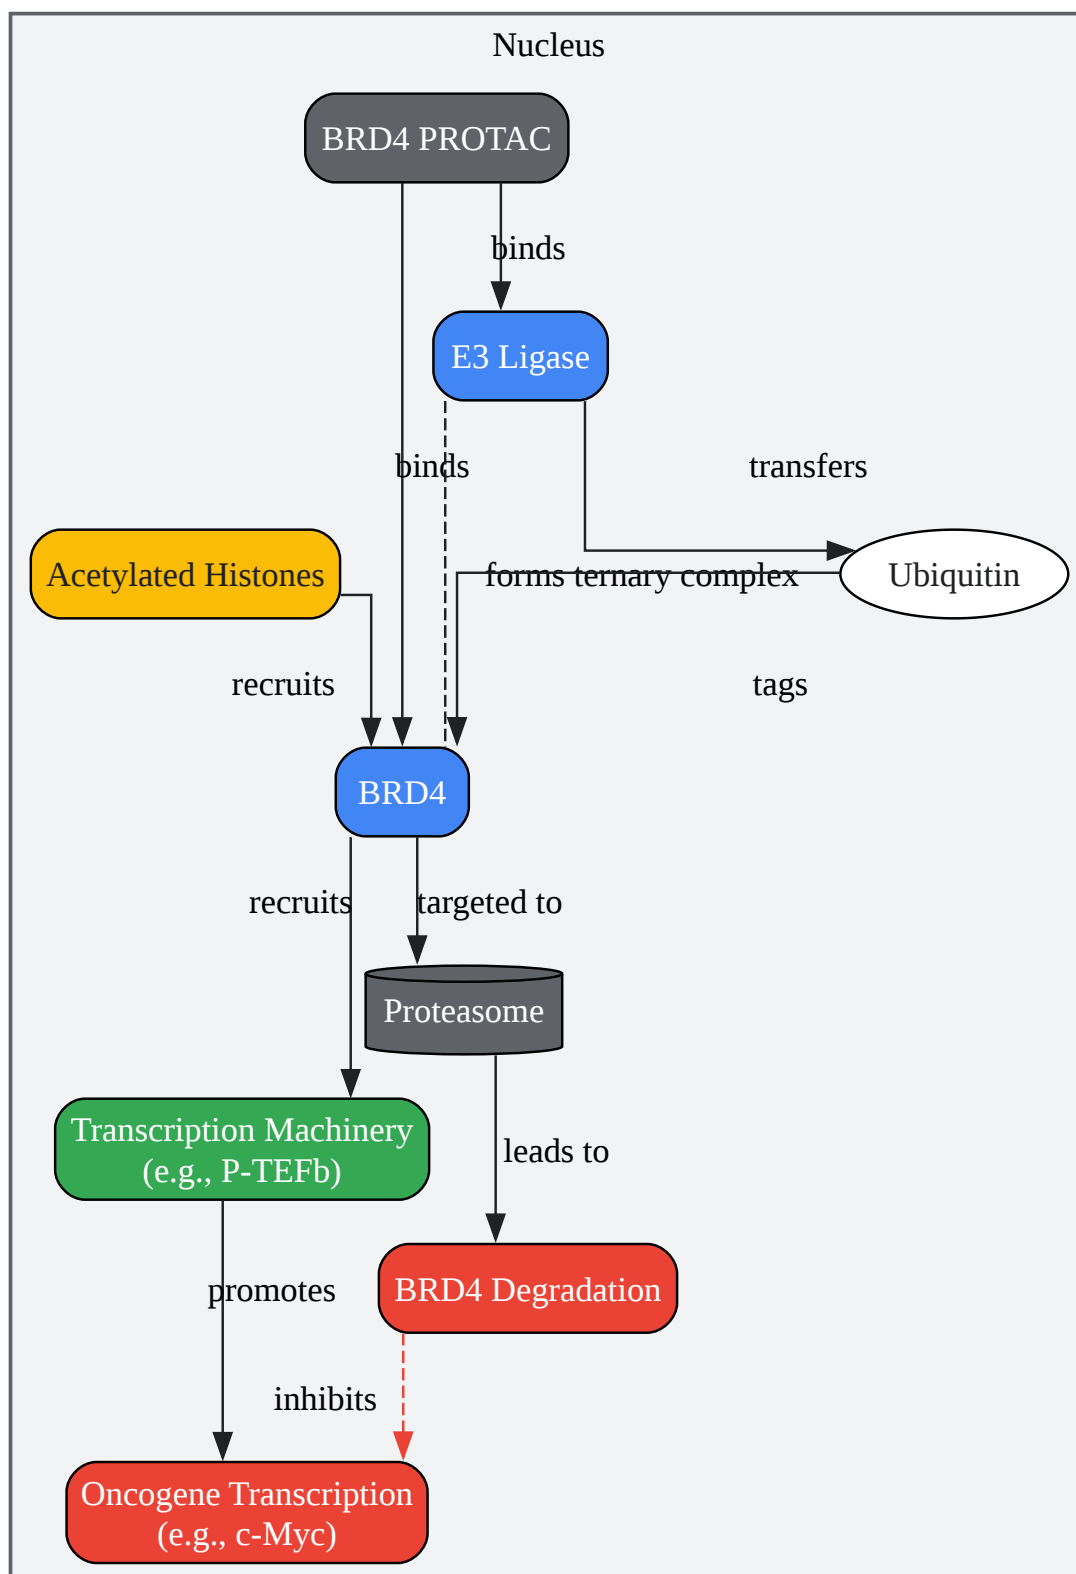 Nucleus
BRD4 PROTAC
binds
E3 Ligase
binds
transfers
Acetylated Histones
forms ternary complex
Ubiquitin
recruits
tags
BRD4
recruits
targeted to
Proteasome
Transcription Machinery
(e.g., P-TEFb)
leads to
promotes
BRD4 Degradation
inhibits
Oncogene Transcription
(e.g., c-Myc)